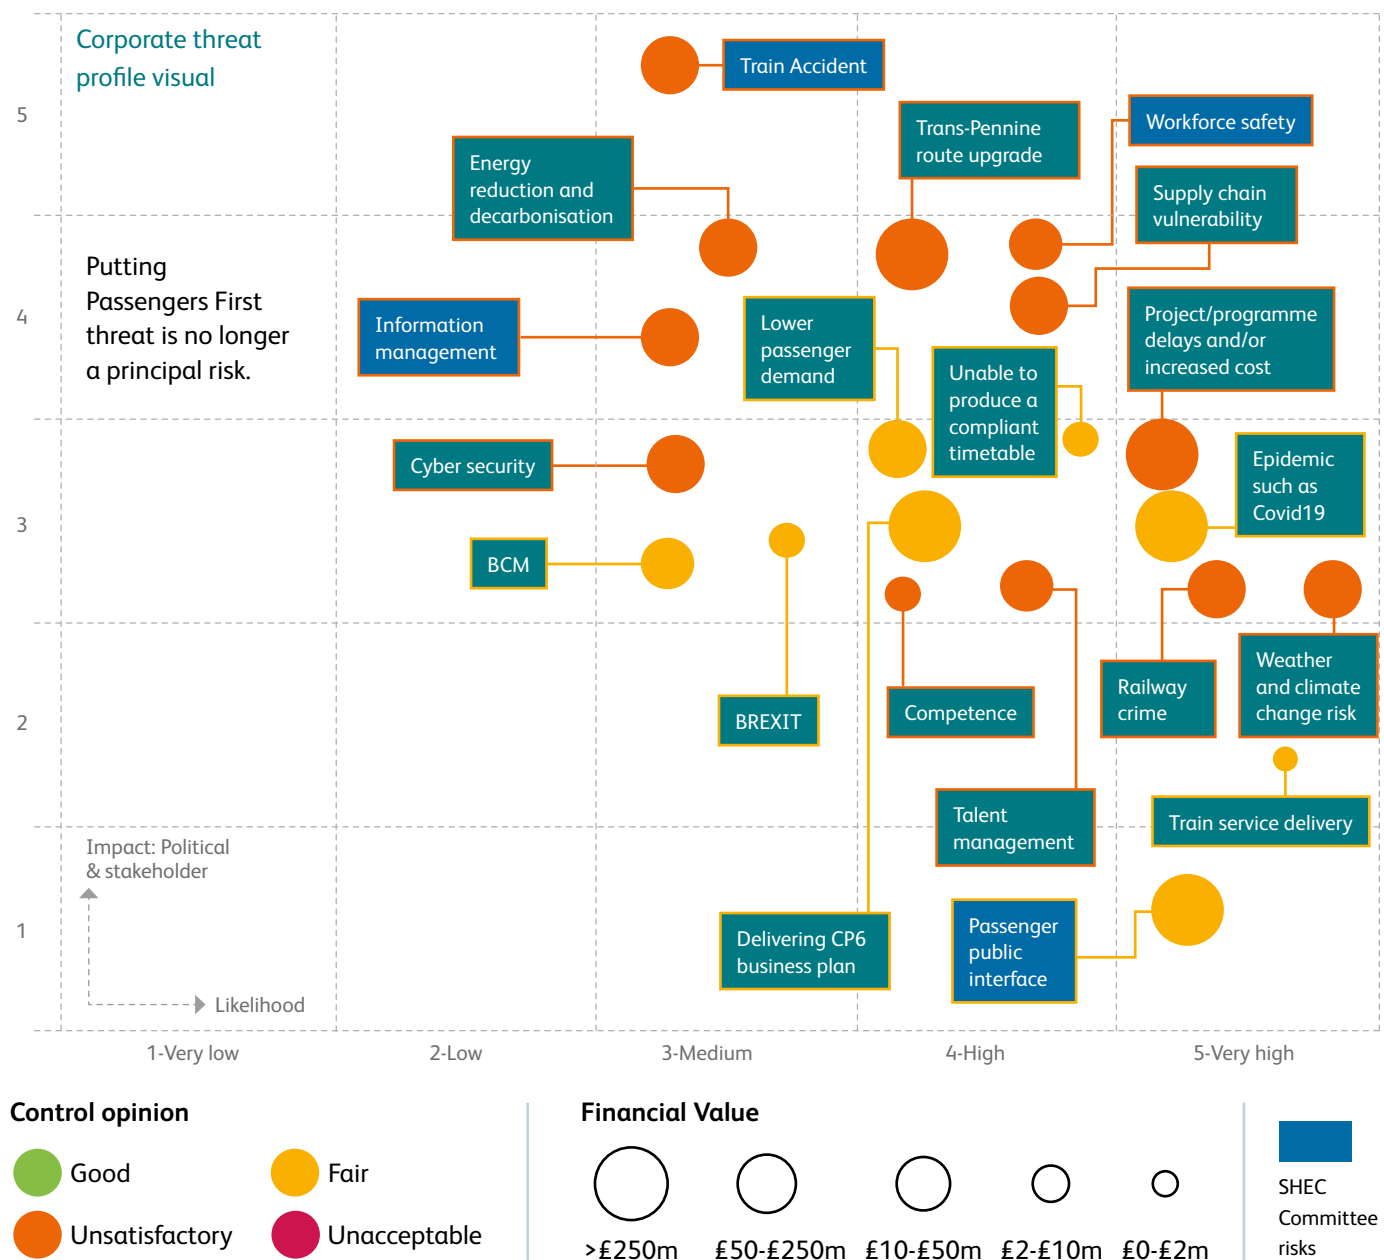 Corporate threat
profile visual
Train Accident
5
Trans-Pennine
route upgrade
Workforce safety
Energy
reduction and
decarbonisation
Supply chain
vulnerability
Putting
Passengers First
threat is no longer
a principal risk.
4
Information
management
Lower
passenger
demand
Unable to
produce a
compliant
timetable
Project/programme
delays and/or
increased cost
Cyber security
Epidemic
such as
Covid19
3
BCM
BREXIT
Competence
Railway
crime
Weather
and climate
change risk
2
Talent
management
Train service delivery
Impact: Political
& stakeholder
1
Delivering CP6
business plan
Passenger
public
interface
Likelihood
1-Very low
2-Low
3-Medium
4-High
5-Very high
Control opinion
Good
Fair
Unsatisfactory
Unacceptable
Financial Value
>£250m
£50-£250m
£10-£50m
£2-£10m
£0-£2m
SHEC
Committee
risks